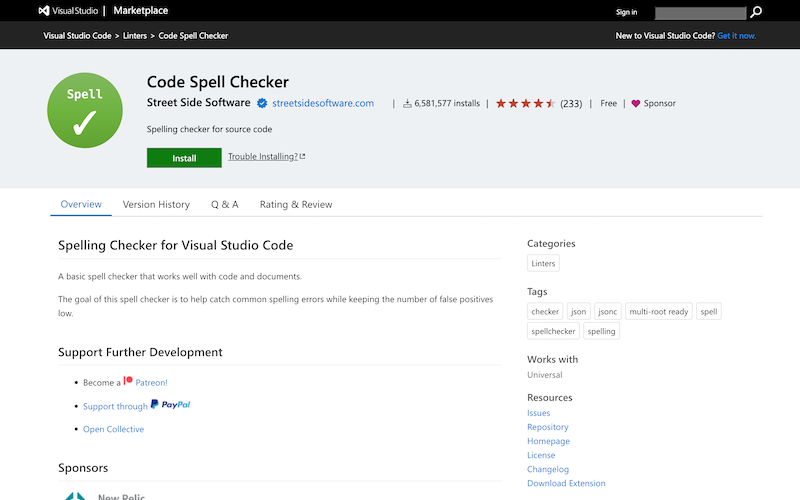 Visual Studio | Marketplace
Sign in
Visual Studio Code > Linters > Code Spell Checker
New to Visual Studio Code? Get it now.
Spell
Code Spell Checker
Street Side Software streetsidesoftware.com | 6,581,577 installs | (233) | Free | Sponsor
Spelling checker for source code
Install Trouble Installing?
Overview Version History Q & A Rating & Review
Spelling Checker for Visual Studio Code
A basic spell checker that works well with code and documents.
The goal of this spell checker is to help catch common spelling errors while keeping the number of false positives
low.
Support Further Development
• Become a Patreon!
• Support through PayPal
• Open Collective
Sponsors
New Relic
Categories
Linters
Tags
checker json jsonc multi-root ready spell
spellchecker spelling
Works with
Universal
Resources
Issues
Repository
Homepage
License
Changelog
Download Extension